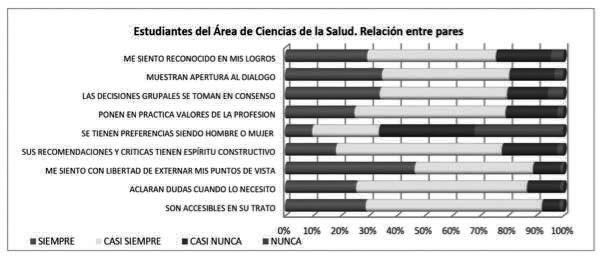 Estudiantes del Área de Ciencias de la Salud. Relación entre pares
ME SIENTO RECONOCIDO EN MIS LOGROS
MUESTRAN APERTURA AL DIALOGO
LAS DECISIONES GRUPALES SE TOMAN EN CONSENSO
PONEN EN PRACTICA VALORES DE LA PROFESION
SE TIENEN PREFERENCIAS SIENDO HOMBRE O MUJER
SUS RECOMENDACIONES Y CRITICAS TIENEN ESPÍRITU CONSTRUCTIVO
ME SIENTO CON LIBERTAD DE EXTERNAR MIS PUNTOS DE VISTA
ACLARAN DUDAS CUANDO LO NECESITO
SON ACCESIBLES EN SU TRATO
0% 10% 20% 30% 40% 50% 60% 70% 80% 90% 100%
SIEMPRE CASI SIEMPRE CASI NUNCA NUNCA